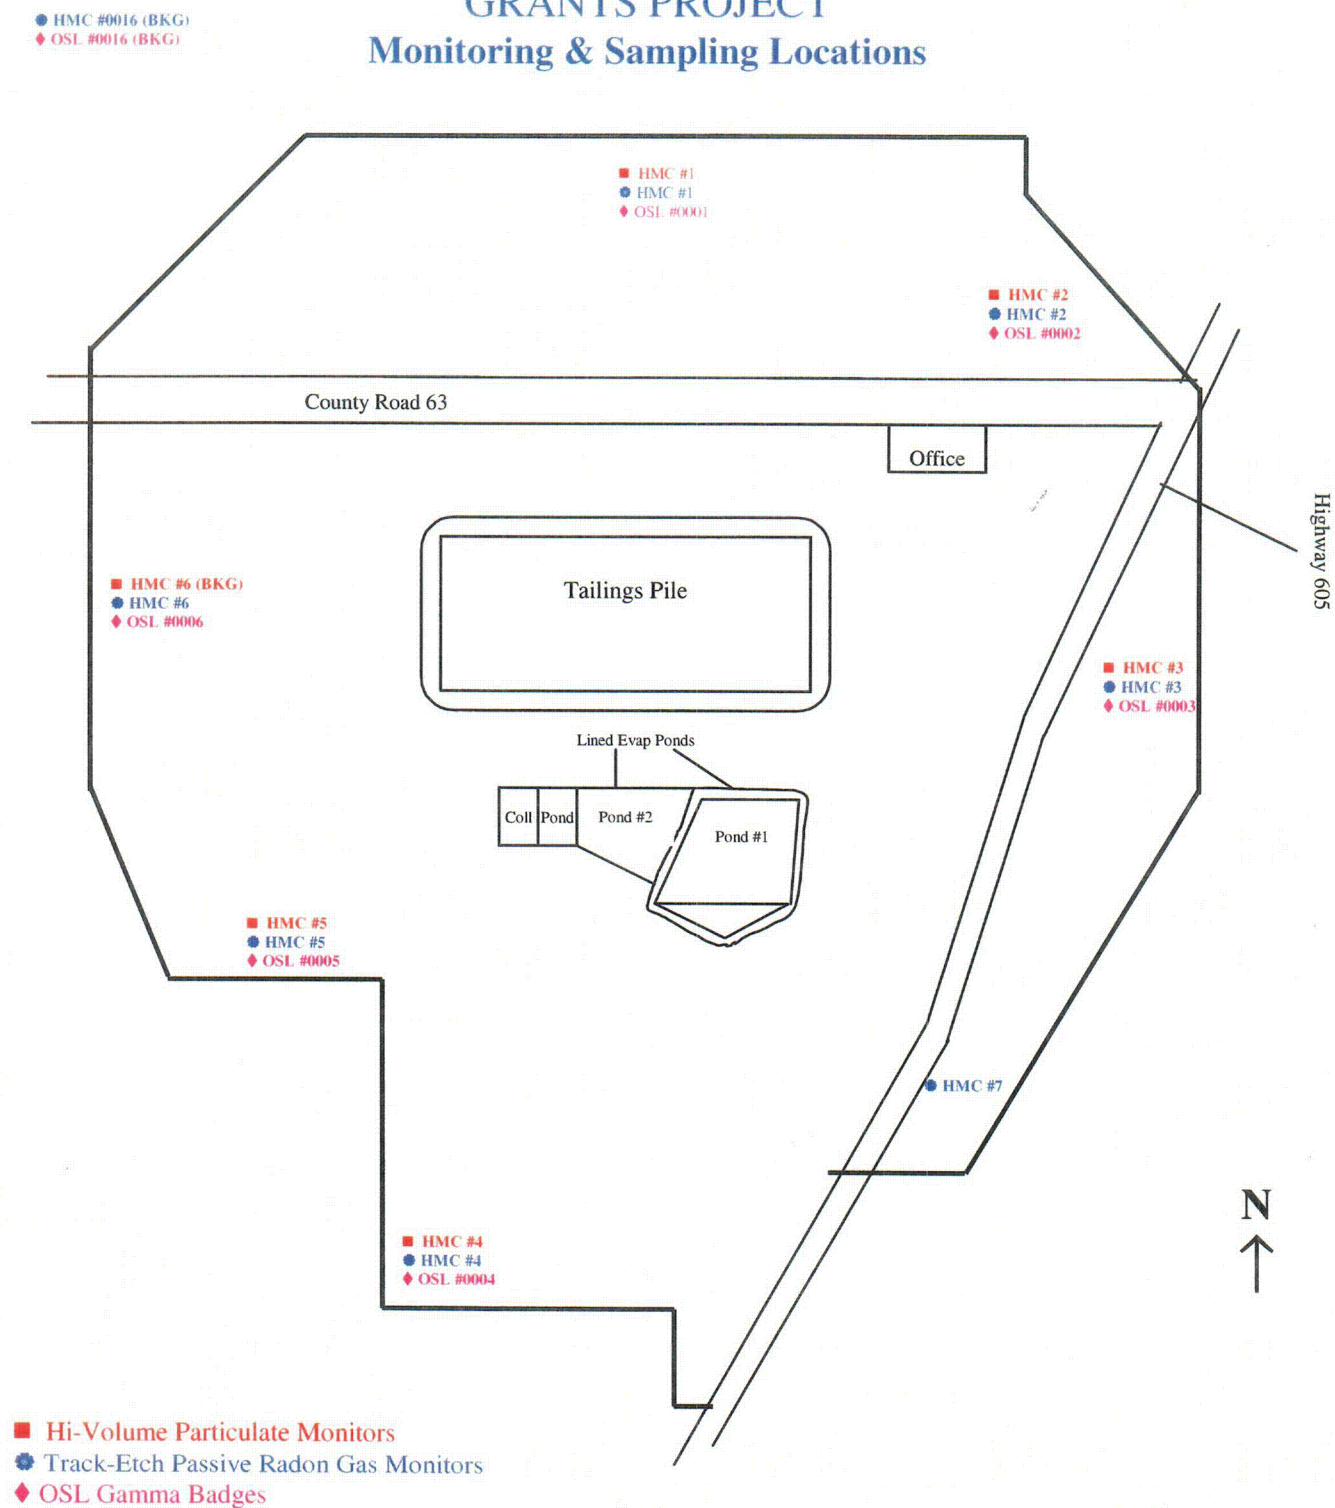 GRANTS PROJECT
HMC #0016 (BKG)
OSL #0016 (BKG)
Monitoring & Sampling Locations
HMC #1
HMC #1
OSL #0001
HMC #2
HMC #2
OSL #0002
County Road 63
Office
Highway 605
Tailings Pile
HMC #6 (BKG)
HMC #6
OSL #0006
HMC #3
HMC #3
OSL #0003
Lined Evap Ponds
Coll Pond
Pond #2
Pond #1
HMC #5
HMC #5
OSL #0005
HMC #7
N
HMC #4
HMC #4
OSL #0004
Hi-Volume Particulate Monitors
Track-Etch Passive Radon Gas Monitors
OSL Gamma Badges